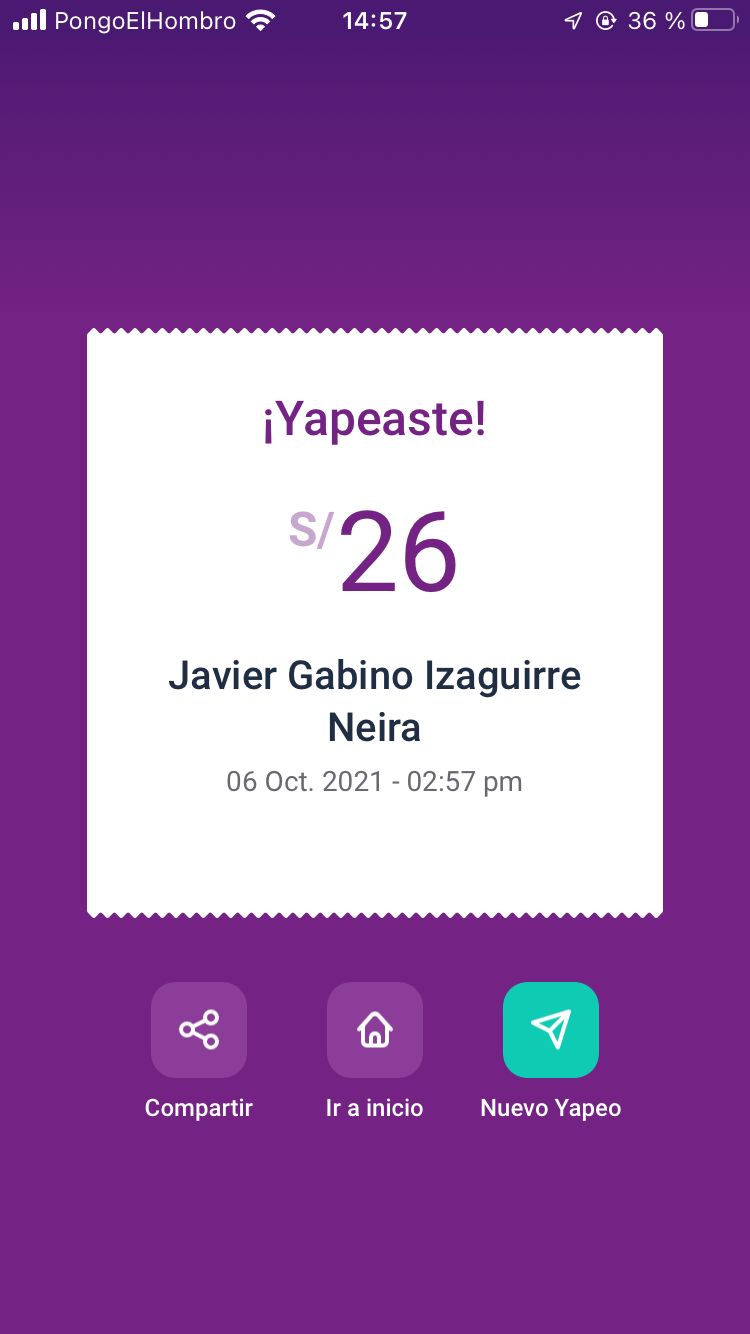 PongoElHombro 14:57 36 %
¡Yapeaste!
S/26
Javier Gabino Izaguirre
Neira
06 Oct. 2021 - 02:57 pm
Compartir Ir a inicio Nuevo Yapeo